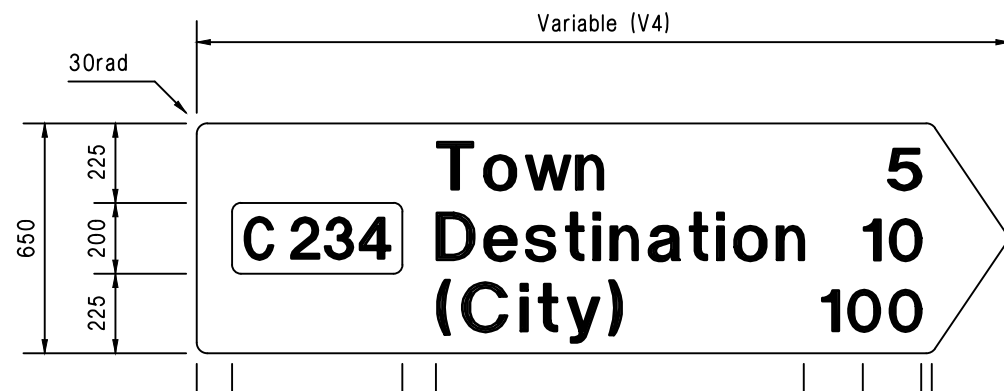 Variable (V4)
30rad
650
225
200
225
C 234
Town 5
Destination 10
(City) 100